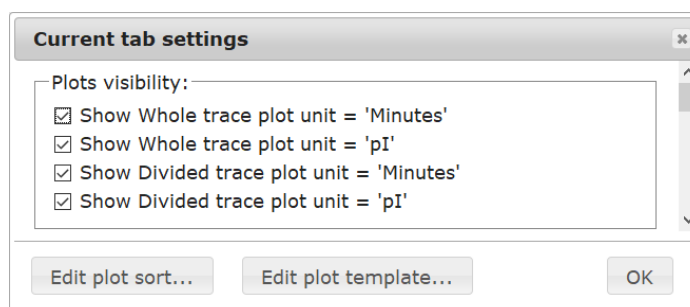 Current tab settings
Plots visibility:
Show Whole trace plot unit = 'Minutes'
Show Whole trace plot unit = 'pI'
Show Divided trace plot unit = 'Minutes'
Show Divided trace plot unit = 'pI'
Edit plot sort... Edit plot template... OK